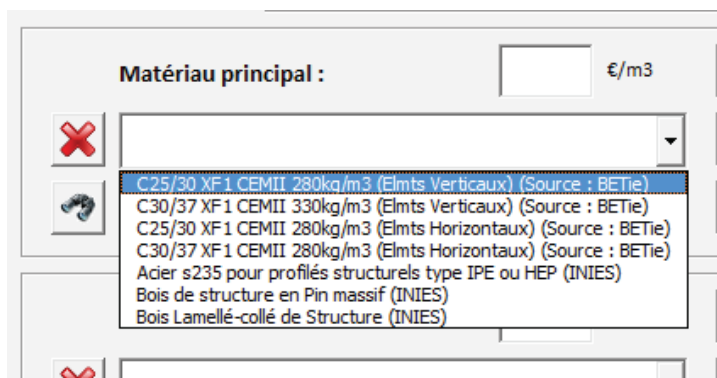 Matériau principal :
€/m3
C25/30 XF1 CEMII 280kg/m3 (Elmts Verticaux) (Source : BETie)
C30/37 XF1 CEMII 330kg/m3 (Elmts Verticaux) (Source : BETie)
C25/30 XF1 CEMII 280kg/m3 (Elmts Horizontaux) (Source : BETie)
C30/37 XF1 CEMII 280kg/m3 (Elmts Horizontaux) (Source : BETie)
Acier s235 pour profilés structurels type IPE ou HEP (INIES)
Bois de structure en Pin massif (INIES)
Bois Lamellé-collé de Structure (INIES)